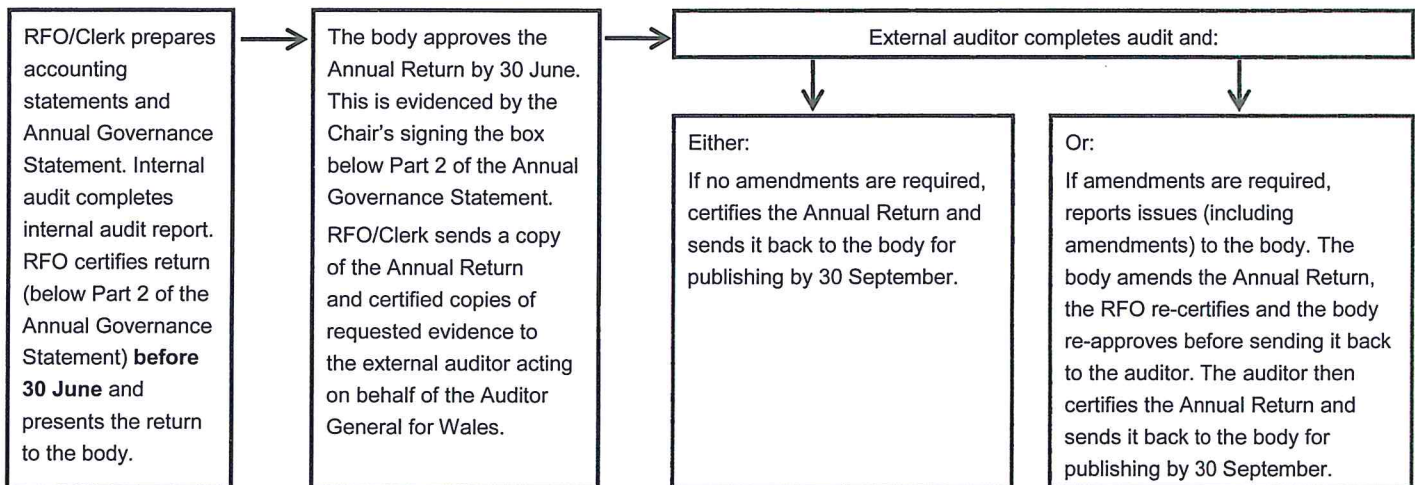 RFO/Clerk prepares
accounting
statements and
Annual Governance
Statement. Internal
audit completes
internal audit report.
RFO certifies return
(below Part 2 of the
Annual Governance
Statement) before
30 June and
presents the return
to the body.
The body approves the
Annual Return by 30 June.
This is evidenced by the
Chair's signing the box
below Part 2 of the Annual
Governance Statement.
RFO/Clerk sends a copy
of the Annual Return
and certified copies of
requested evidence to
the external auditor acting
on behalf of the Auditor
General for Wales.
External auditor completes audit and:
Either:
If no amendments are required,
certifies the Annual Return and
sends it back to the body for
publishing by 30 September.
Or:
If amendments are required,
reports issues (including
amendments) to the body. The
body amends the Annual Return,
the RFO re-certifies and the body
re-approves before sending it back
to the auditor. The auditor then
certifies the Annual Return and
sends it back to the body for
publishing by 30 September.